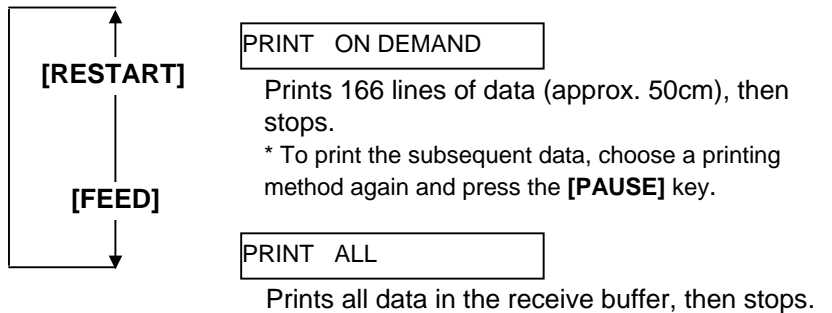 PRINT ON DEMAND
[RESTART]
Prints 166 lines of data (approx. 50cm), then
stops.
* To print the subsequent data, choose a printing
method again and press the [PAUSE] key.
[FEED]
PRINT ALL
Prints all data in the receive buffer, then stops.